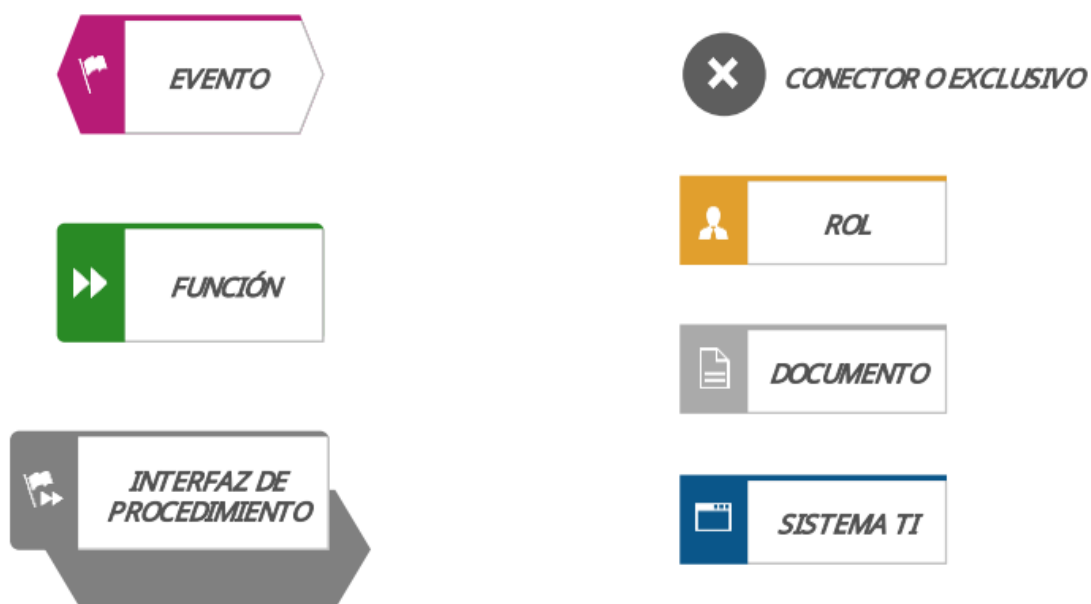 EVENTO
CONECTOR O EXCLUSIVO
ROL
FUNCIÓN
DOCUMENTO
INTERFAZ DE
PROCEDIMIENTO
SISTEMA TI